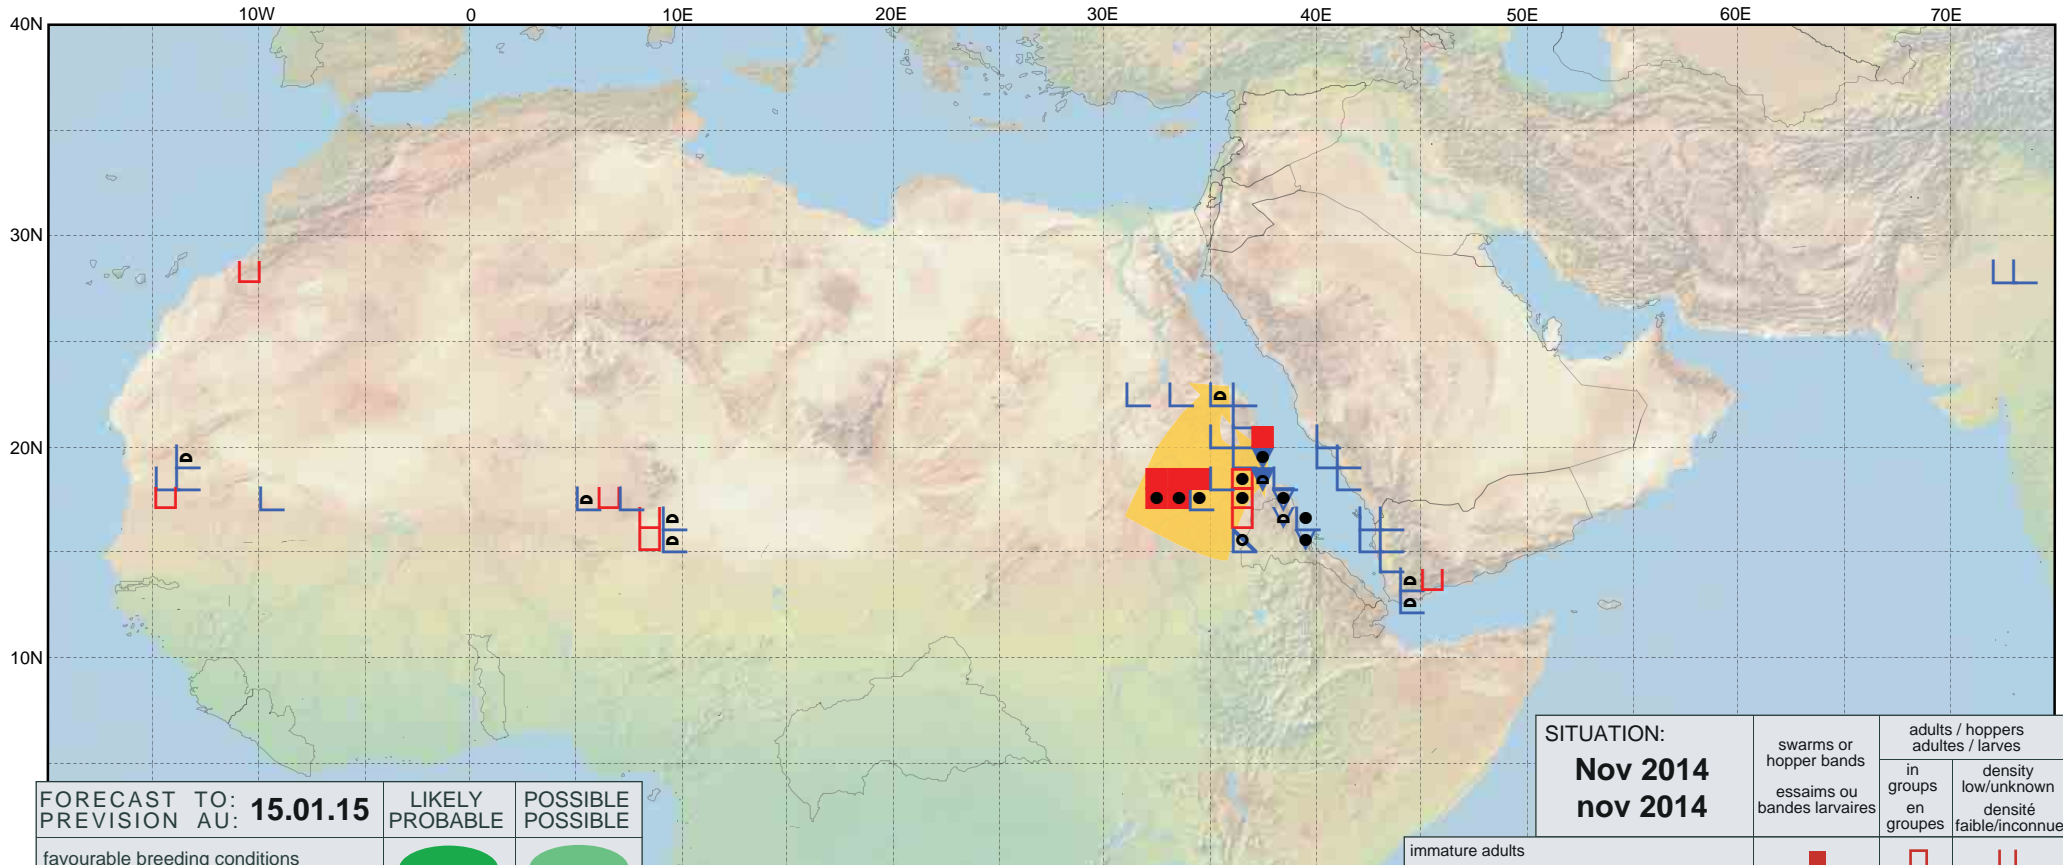 10W 0 10E 20E 30E 40E 50E 60E 70E
40N
30N
20N
10N
D
D
D
D
D
D
D
D
D
FORECAST TO: 15.01.15
PREVISION AU:
LIKELY
PROBABLE
POSSIBLE
POSSIBLE
favourable breeding conditions
SITUATION:
Nov 2014
nov 2014
swarms or
hopper bands
essaims ou
bandes larvaires
adults / hoppers
adultes / larves
in
groups
en
groupes
density
low/unknown
densité
faible/inconnue
immature adults